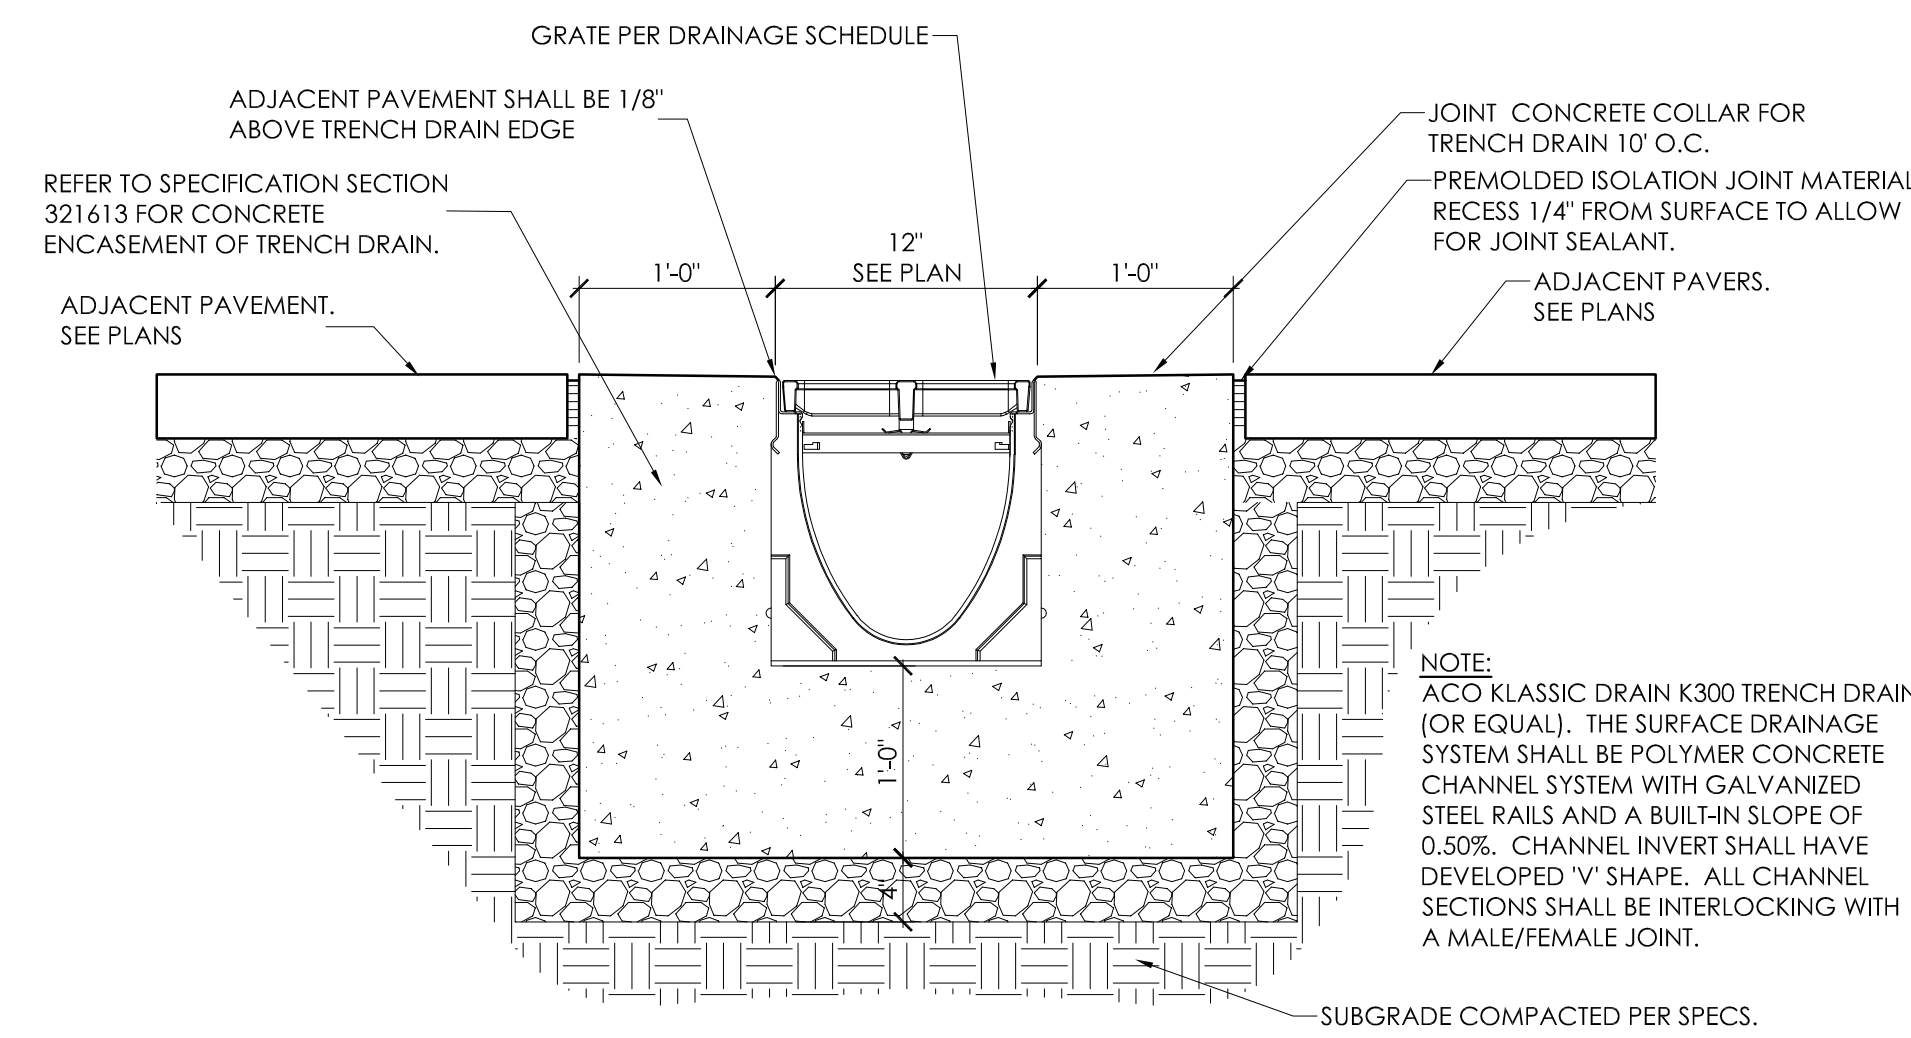 GRATE PER DRAINAGE SCHEDULE
ADJACENT PAVEMENT SHALL BE 1/8"
ABOVE TRENCH DRAIN EDGE
REFER TO SPECIFICATION SECTION
321613 FOR CONCRETE
ENCASEMENT OF TRENCH DRAIN.
ADJACENT PAVEMENT.
SEE PLANS
1'-0"
12"
SEE PLAN
1'-0"
JOINT CONCRETE COLLAR FOR
TRENCH DRAIN 10' O.C.
PREMOLDED ISOLATION JOINT MATERIAL
RECESS 1/4" FROM SURFACE TO ALLOW
FOR JOINT SEALANT.
ADJACENT PAVERS.
SEE PLANS
1'-0"
4"
NOTE:
ACO KLASSIC DRAIN K300 TRENCH DRAIN
(OR EQUAL). THE SURFACE DRAINAGE
SYSTEM SHALL BE POLYMER CONCRETE
CHANNEL SYSTEM WITH GALVANIZED
STEEL RAILS AND A BUILT-IN SLOPE OF
0.50%. CHANNEL INVERT SHALL HAVE
DEVELOPED 'V' SHAPE. ALL CHANNEL
SECTIONS SHALL BE INTERLOCKING WITH
A MALE/FEMALE JOINT.
SUBGRADE COMPACTED PER SPECS.